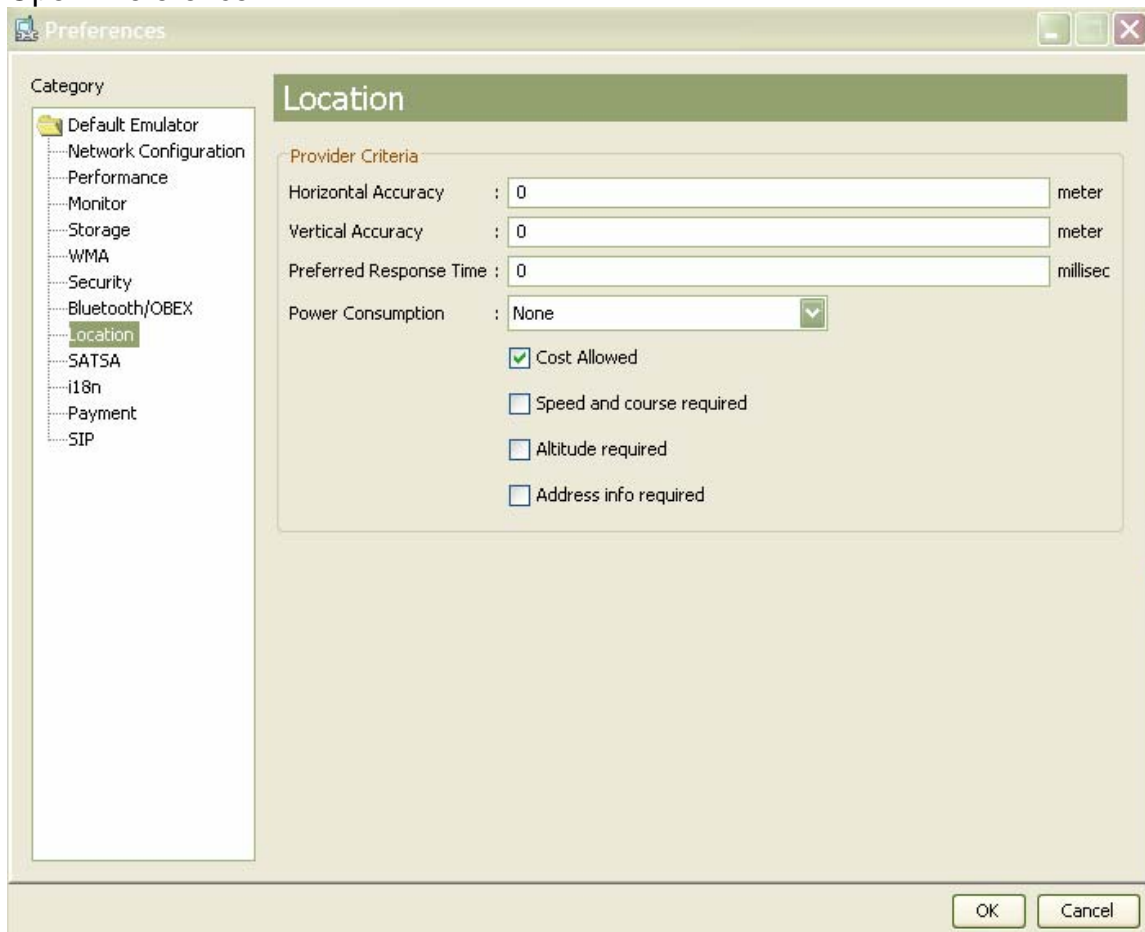 Preferences
Category
Default Emulator
Network Configuration
Performance
Monitor
Storage
WMA
Security
Bluetooth/OBEX
Location
SATSA
i18n
Payment
SIP
Location
Provider Criteria
Horizontal Accuracy : 0 meter
Vertical Accuracy : 0 meter
Preferred Response Time : 0 millisec
Power Consumption : None
Cost Allowed
Speed and course required
Altitude required
Address info required
OK Cancel